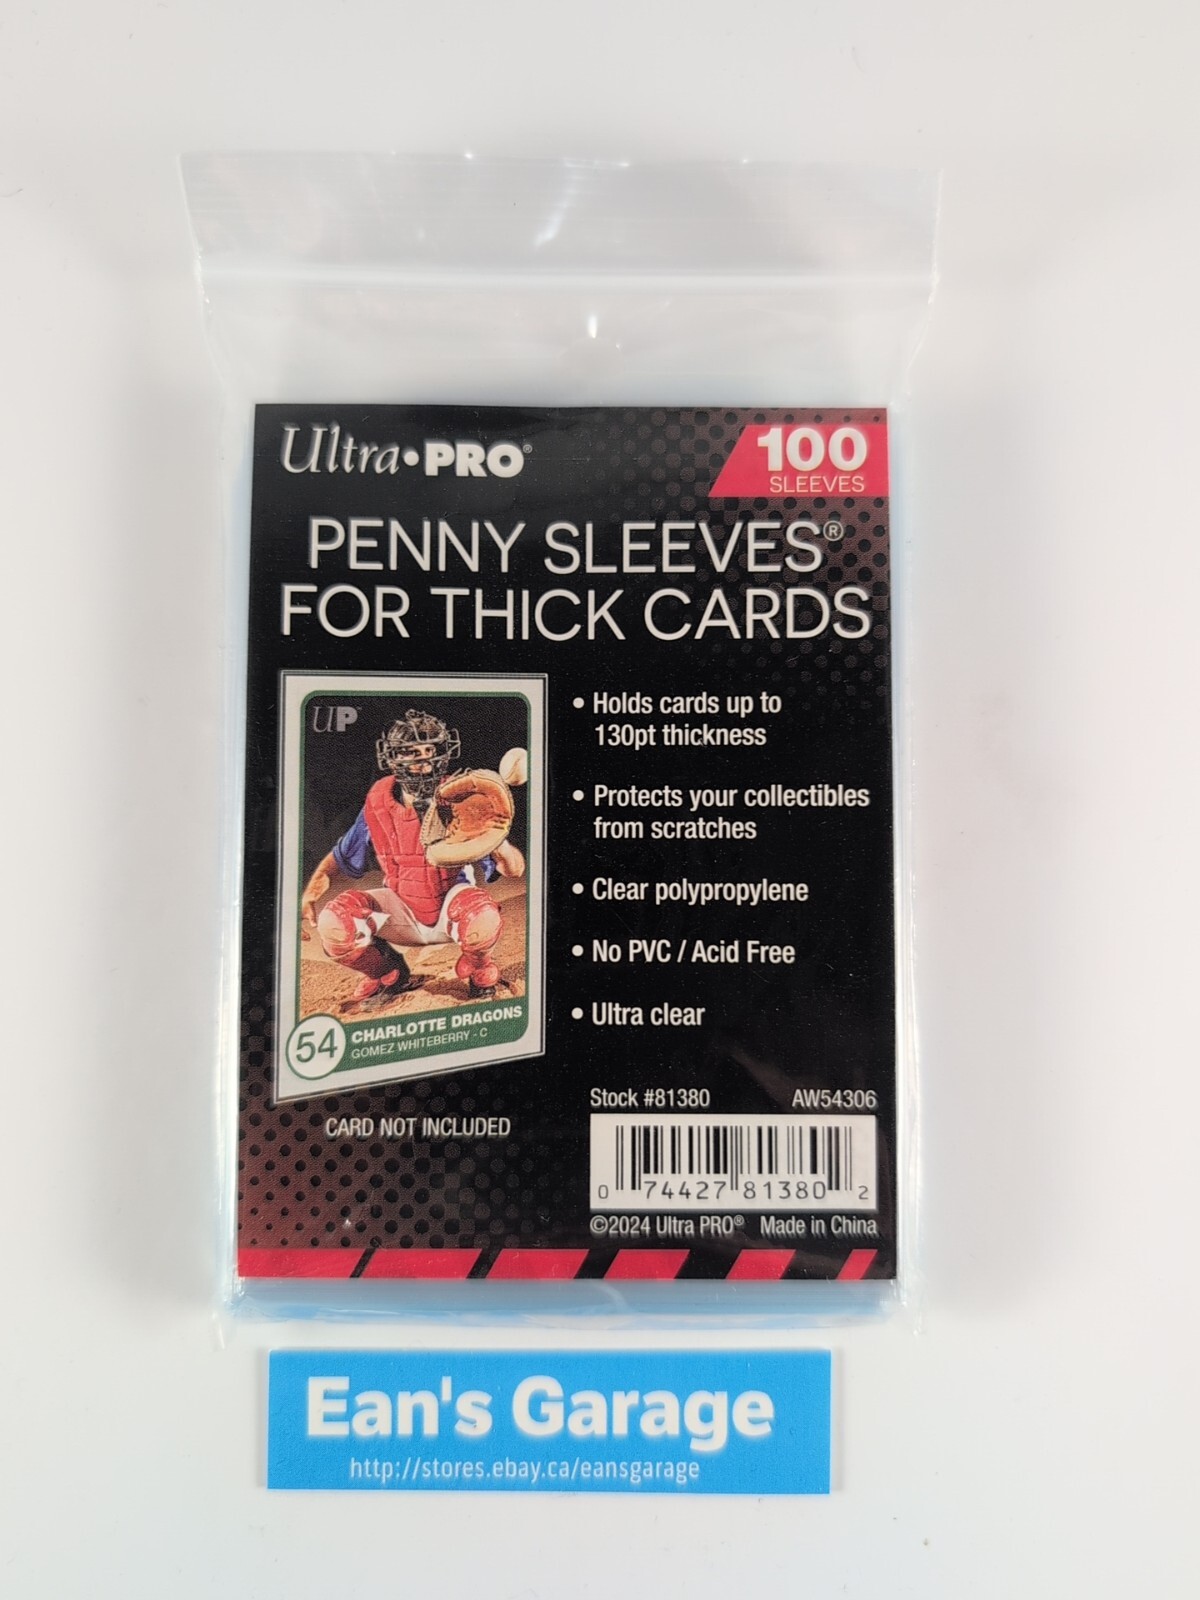 Ultra•PRO®
100
SLEEVES
PENNY SLEEVES®
FOR THICK CARDS
UP
54
CHARLOTTE DRAGONS
GOMEZ WHITEBERRY - C
CARD NOT INCLUDED
• Holds cards up to
130pt thickness
• Protects your collectibles
from scratches
• Clear polypropylene
• No PVC / Acid Free
• Ultra clear
Stock #81380 AW54306
0 74427 81380 2
©2024 Ultra PRO® Made in China
Ean's Garage
http://stores.ebay.ca/eansgarage